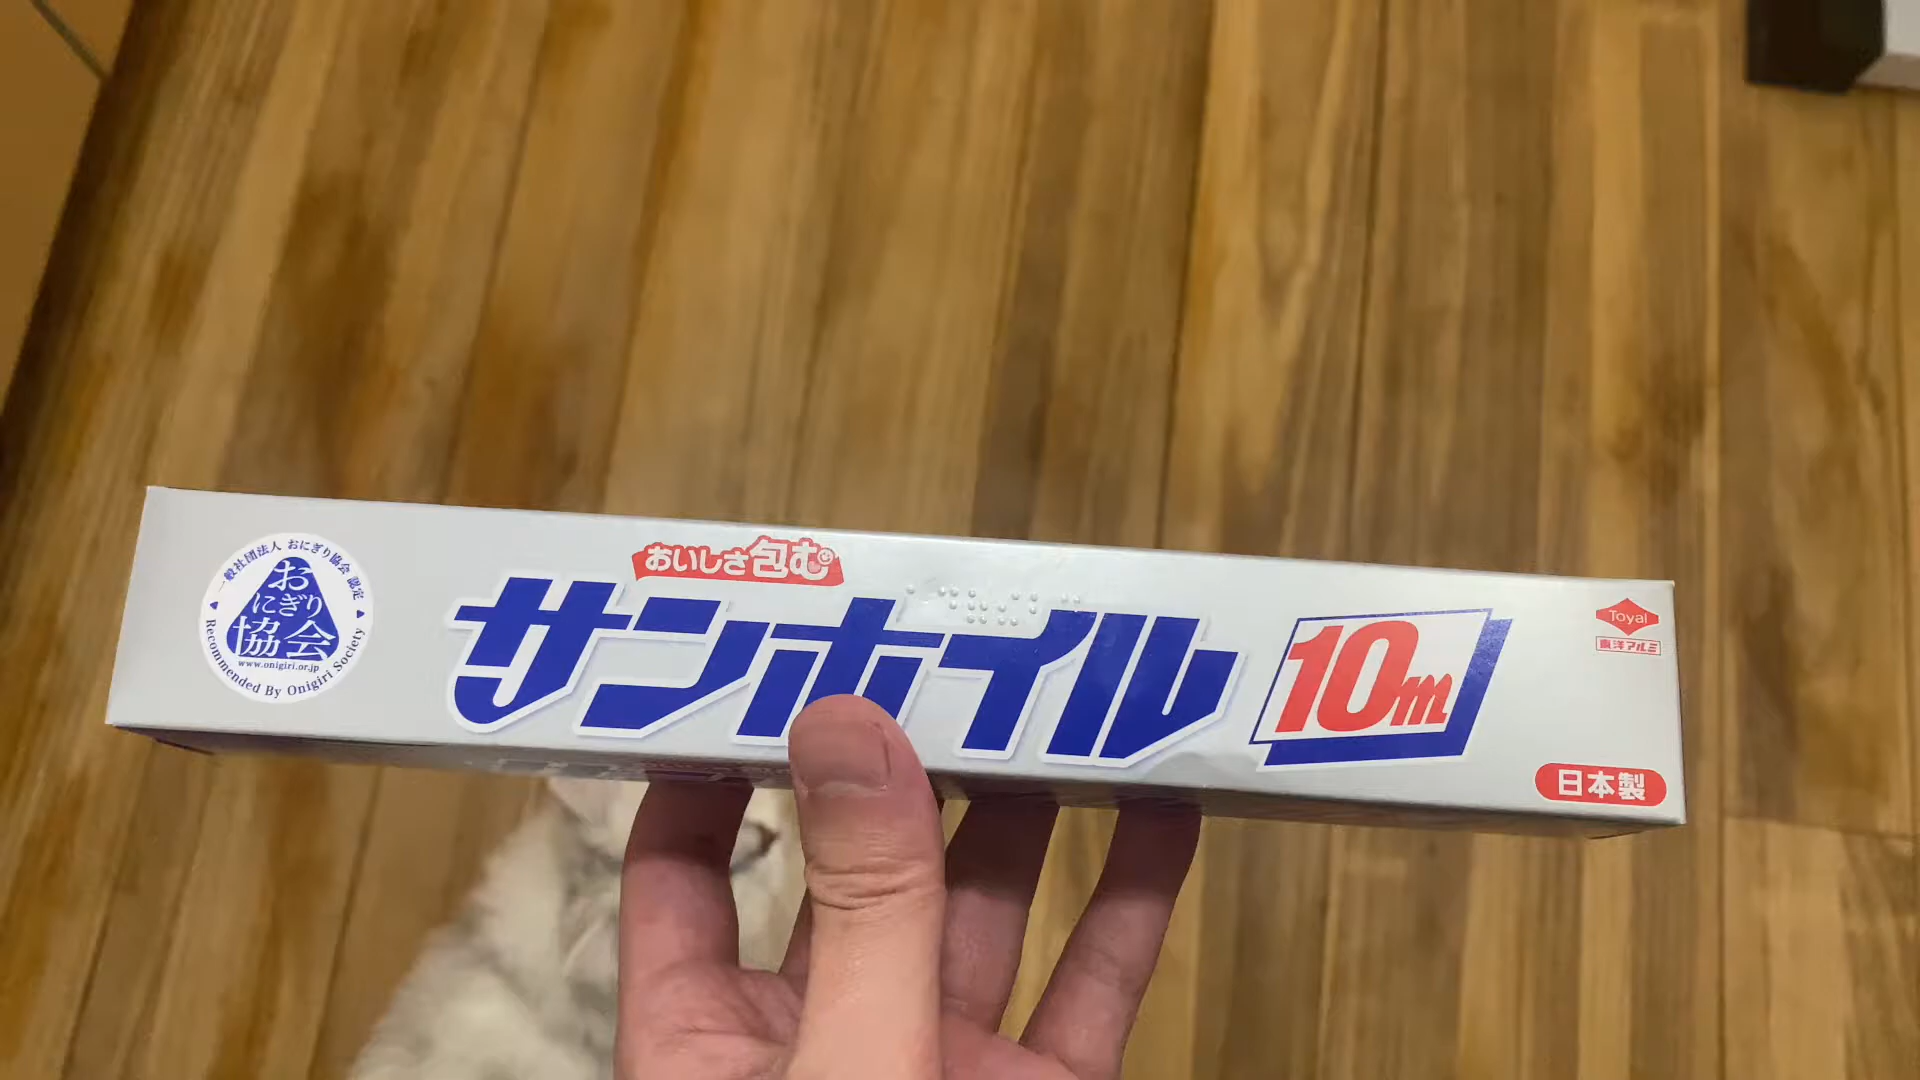 一般社団法人 おにぎり協会 認定
おにぎり協会
www.onigiri.or.jp
Recommended By Onigiri Society
おいしさ包む
サンホイル
10m
Toyal
東洋アルミ
日本製